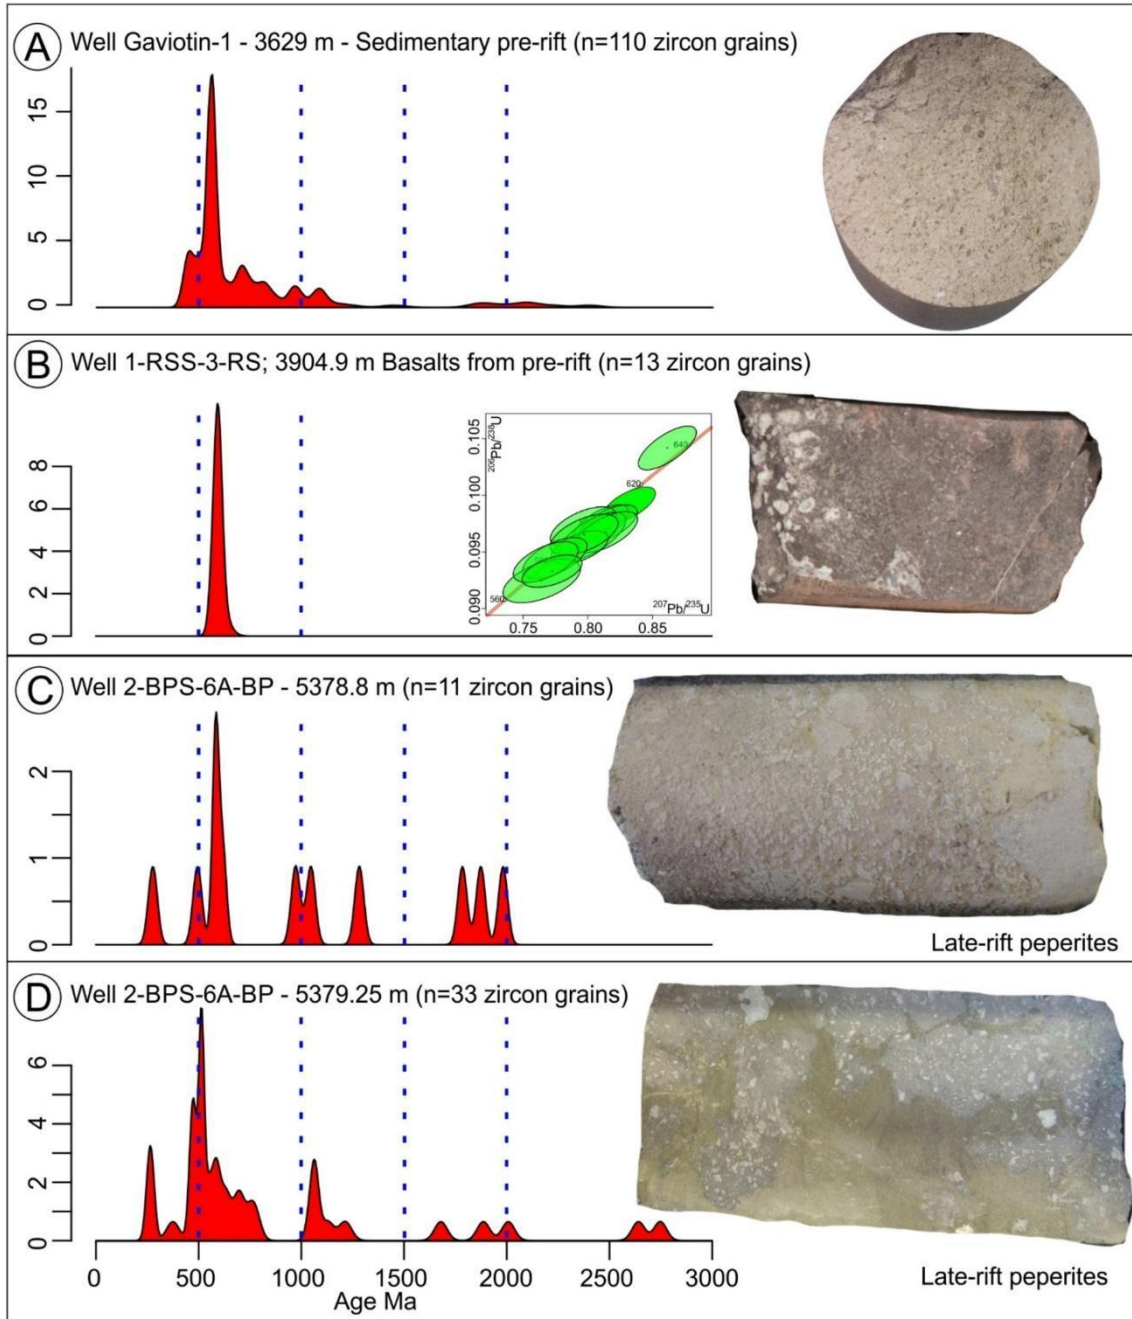 A Well Gaviotin-1 - 3629 m - Sedimentary pre-rift (n=110 zircon grains)
15
10
5
0
B Well 1-RSS-3-RS; 3904.9 m Basalts from pre-rift (n=13 zircon grains)
8
6
4
2
0
206Pb/238U
0.105
0.100
0.095
0.090
640
620
560
207Pb/235U
0.75 0.80 0.85
C Well 2-BPS-6A-BP - 5378.8 m (n=11 zircon grains)
2
1
0
Late-rift peperites
D Well 2-BPS-6A-BP - 5379.25 m (n=33 zircon grains)
6
4
2
0
0 500 1000 1500 2000 2500 3000
Age Ma
Late-rift peperites